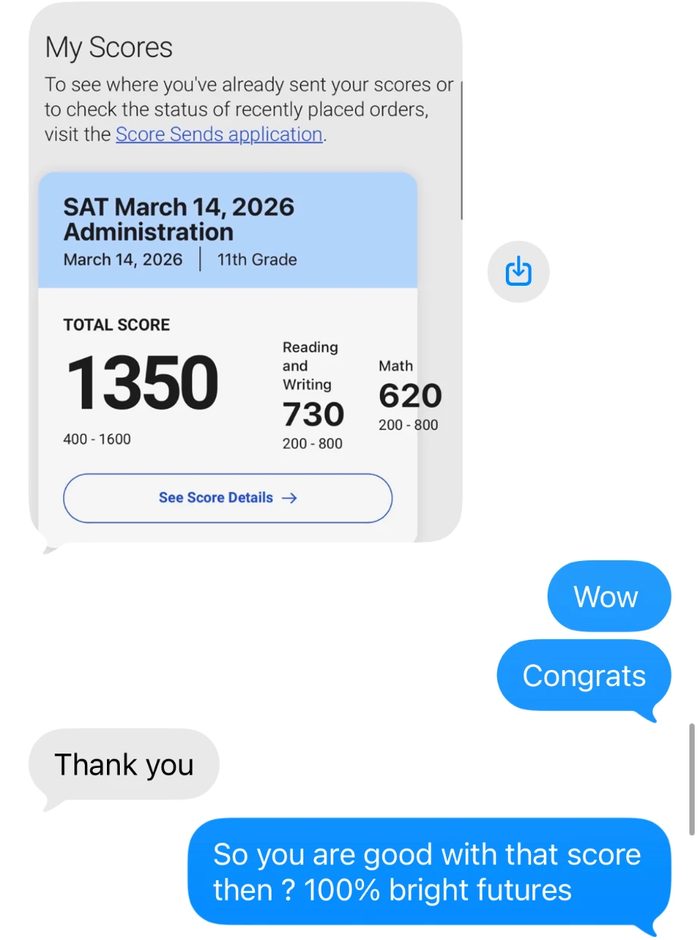 My Scores
To see where you've already sent your scores or
to check the status of recently placed orders,
visit the Score Sends application.
SAT March 14, 2026
Administration
March 14, 2026 | 11th Grade
TOTAL SCORE
1350
400 - 1600
Reading
and
Writing
730
200 - 800
Math
620
200 - 800
See Score Details →
Wow
Congrats
Thank you
So you are good with that score
then ? 100% bright futures